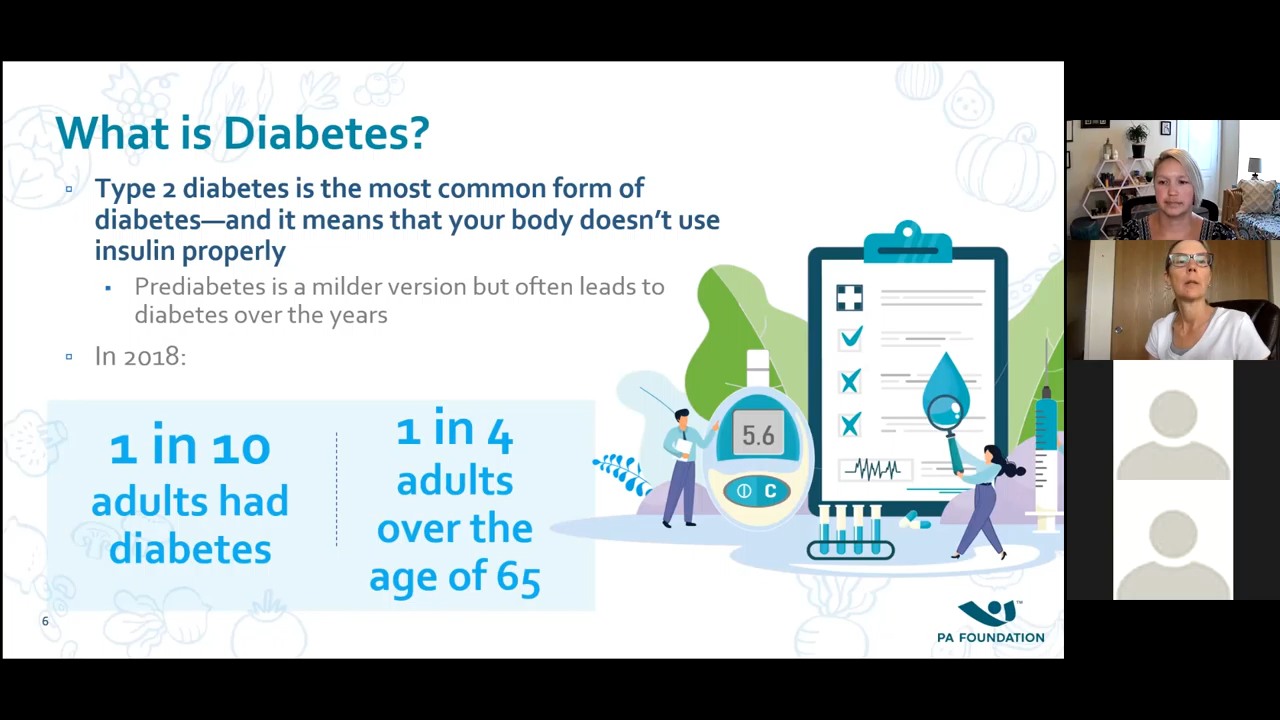 What is Diabetes?
Type 2 diabetes is the most common form of
diabetes—and it means that your body doesn’t use
insulin properly
Prediabetes is a milder version but often leads to
diabetes over the years
In 2018:
1 in 10
adults had
diabetes
1 in 4
adults
over the
age of 65
5.6
C
6
PA FOUNDATION
TM